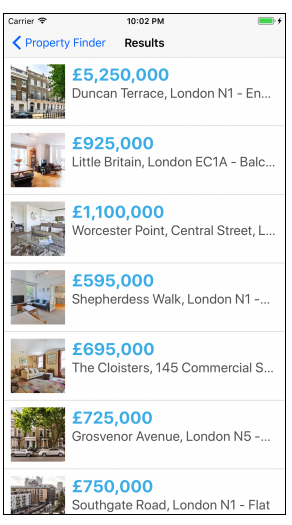 Carrier 10:02 PM
Property Finder Results
£5,250,000
Duncan Terrace, London N1 - En...
£925,000
Little Britain, London EC1A - Balc...
£1,100,000
Worcester Point, Central Street, L...
£595,000
Shepherdess Walk, London N1 -...
£695,000
The Cloisters, 145 Commercial S...
£725,000
Grosvenor Avenue, London N5 -...
£750,000
Southgate Road, London N1 - Flat